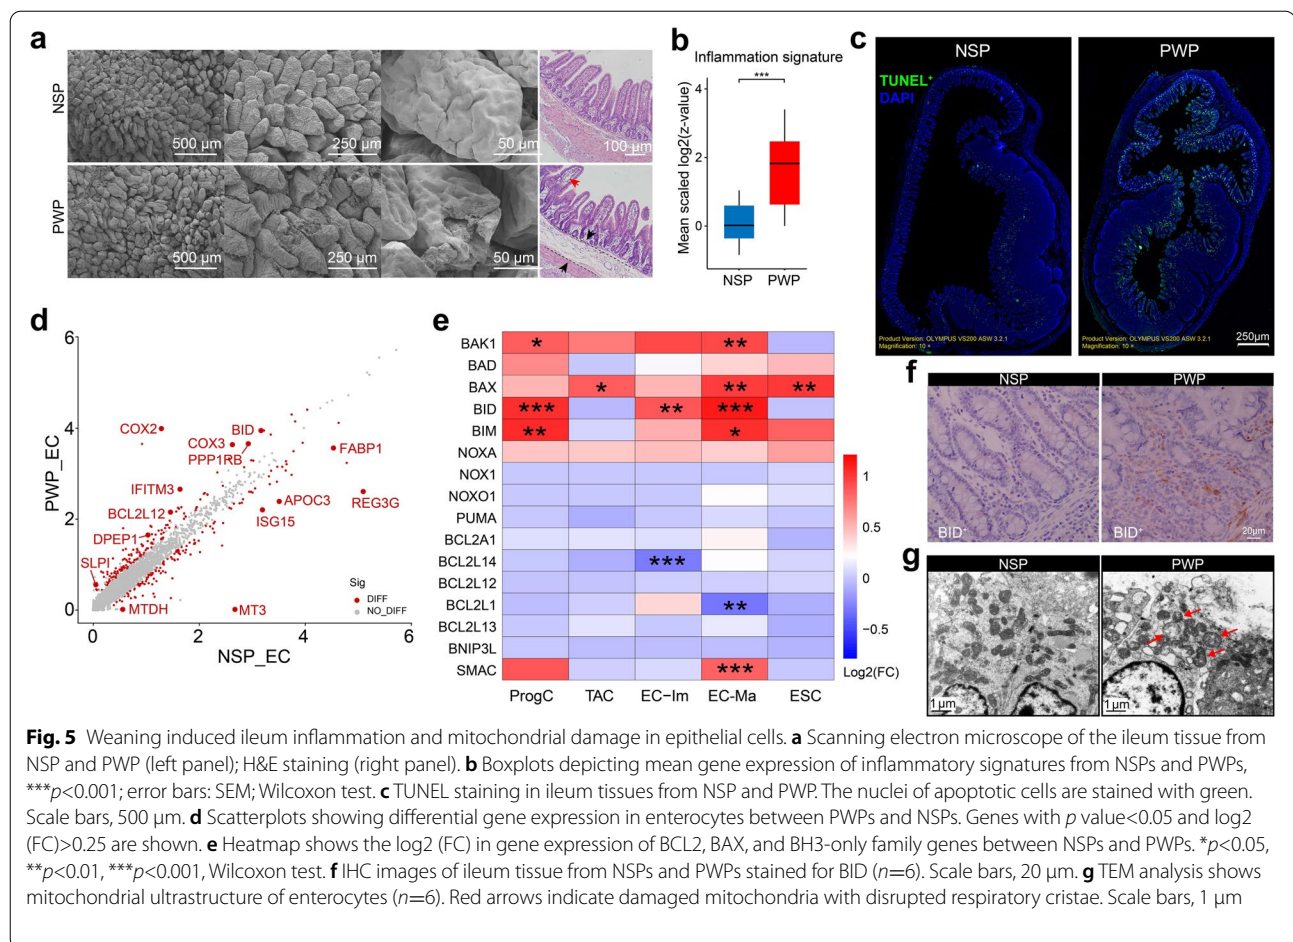 a
NSP
500 µm
250 µm
50 µm
100 µm
PWP
500 µm
250 µm
50 µm
b
Inflammation signature
***
Mean scaled log2(z-value)
4
2
0
NSP
PWP
c
NSP
PWP
TUNEL⁺
DAPI
Product Version: OLYMPUS VS200 ASW 3.2.1
Magnification: 10 ×
Product Version: OLYMPUS VS200 ASW 3.2.1
Magnification: 10 ×
250µm
d
PWP_EC
6
4
2
0
COX2
COX3
BID
PPP1RB
FABP1
IFITM3
APOC3
REG3G
BCL2L12
ISG15
DPEP1
SLPI
MTDH
MT3
Sig
DIFF
NO_DIFF
0
2
4
6
NSP_EC
e
BAK1 * **
BAD
BAX * ** **
BID *** ** ***
BIM ** *
NOXA
NOX1
NOXO1
PUMA
BCL2A1
BCL2L14 ***
BCL2L12
BCL2L1 **
BCL2L13
BNIP3L
SMAC ***
ProgC TAC EC−Im EC-Ma ESC
1
0.5
0
−0.5
Log2(FC)
f
NSP
PWP
BID⁺
BID⁺
20µm
g
NSP
PWP
1 µm
1 µm
Fig. 5 Weaning induced ileum inflammation and mitochondrial damage in epithelial cells. a Scanning electron microscope of the ileum tissue from
NSP and PWP (left panel); H&E staining (right panel). b Boxplots depicting mean gene expression of inflammatory signatures from NSPs and PWPs,
***p<0.001; error bars: SEM; Wilcoxon test. c TUNEL staining in ileum tissues from NSP and PWP. The nuclei of apoptotic cells are stained with green.
Scale bars, 500 µm. d Scatterplots showing differential gene expression in enterocytes between PWPs and NSPs. Genes with p value<0.05 and log2
(FC)>0.25 are shown. e Heatmap shows the log2 (FC) in gene expression of BCL2, BAX, and BH3-only family genes between NSPs and PWPs. *p<0.05,
**p<0.01, ***p<0.001, Wilcoxon test. f IHC images of ileum tissue from NSPs and PWPs stained for BID (n=6). Scale bars, 20 µm. g TEM analysis shows
mitochondrial ultrastructure of enterocytes (n=6). Red arrows indicate damaged mitochondria with disrupted respiratory cristae. Scale bars, 1 µm